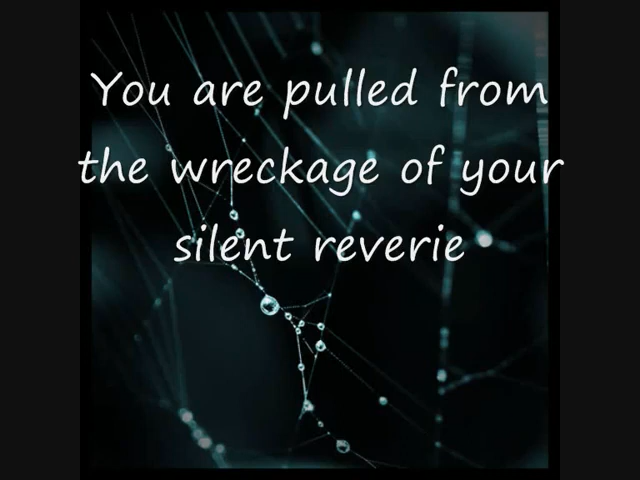 You are pulled from
the wreckage of your
silent reverie